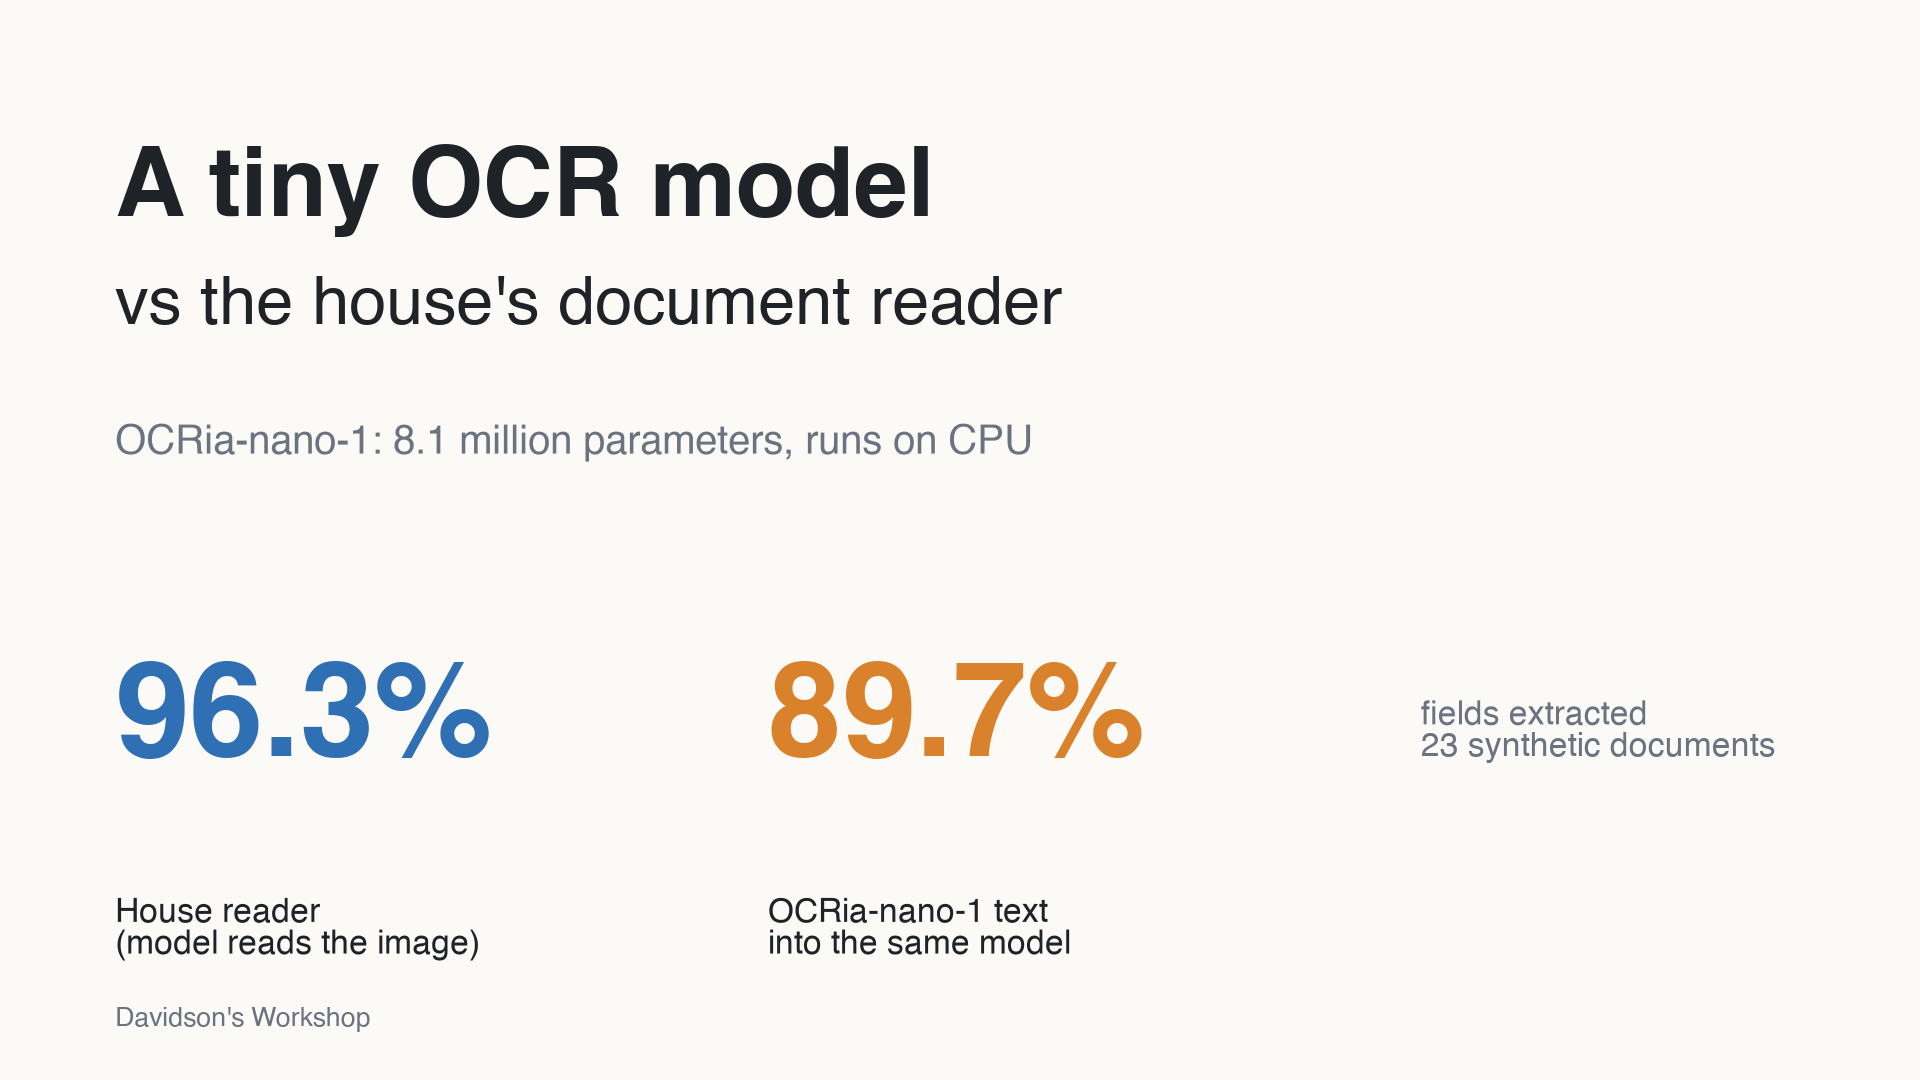 A tiny OCR model
vs the house's document reader
OCRia-nano-1: 8.1 million parameters, runs on CPU
96.3%
89.7%
fields extracted
23 synthetic documents
House reader
(model reads the image)
OCRia-nano-1 text
into the same model
Davidson's Workshop